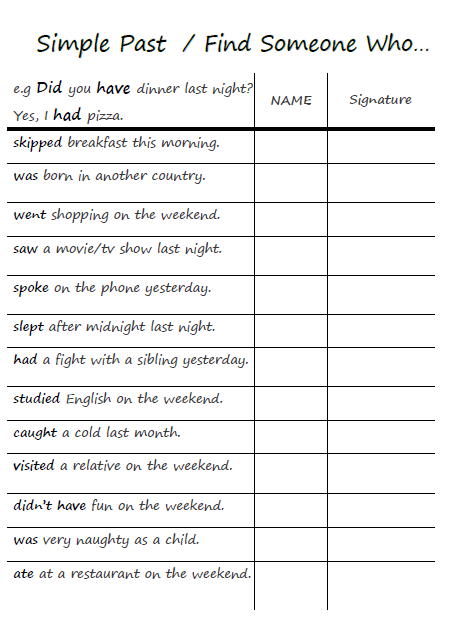 Simple Past / Find Someone Who...
e.g Did you have dinner last night?
Yes, I had pizza.
NAME
Signature
skipped breakfast this morning.
was born in another country.
went shopping on the weekend.
saw a movie/tv show last night.
spoke on the phone yesterday.
slept after midnight last night.
had a fight with a sibling yesterday.
studied English on the weekend.
caught a cold last month.
visited a relative on the weekend.
didn't have fun on the weekend.
was very naughty as a child.
ate at a restaurant on the weekend.